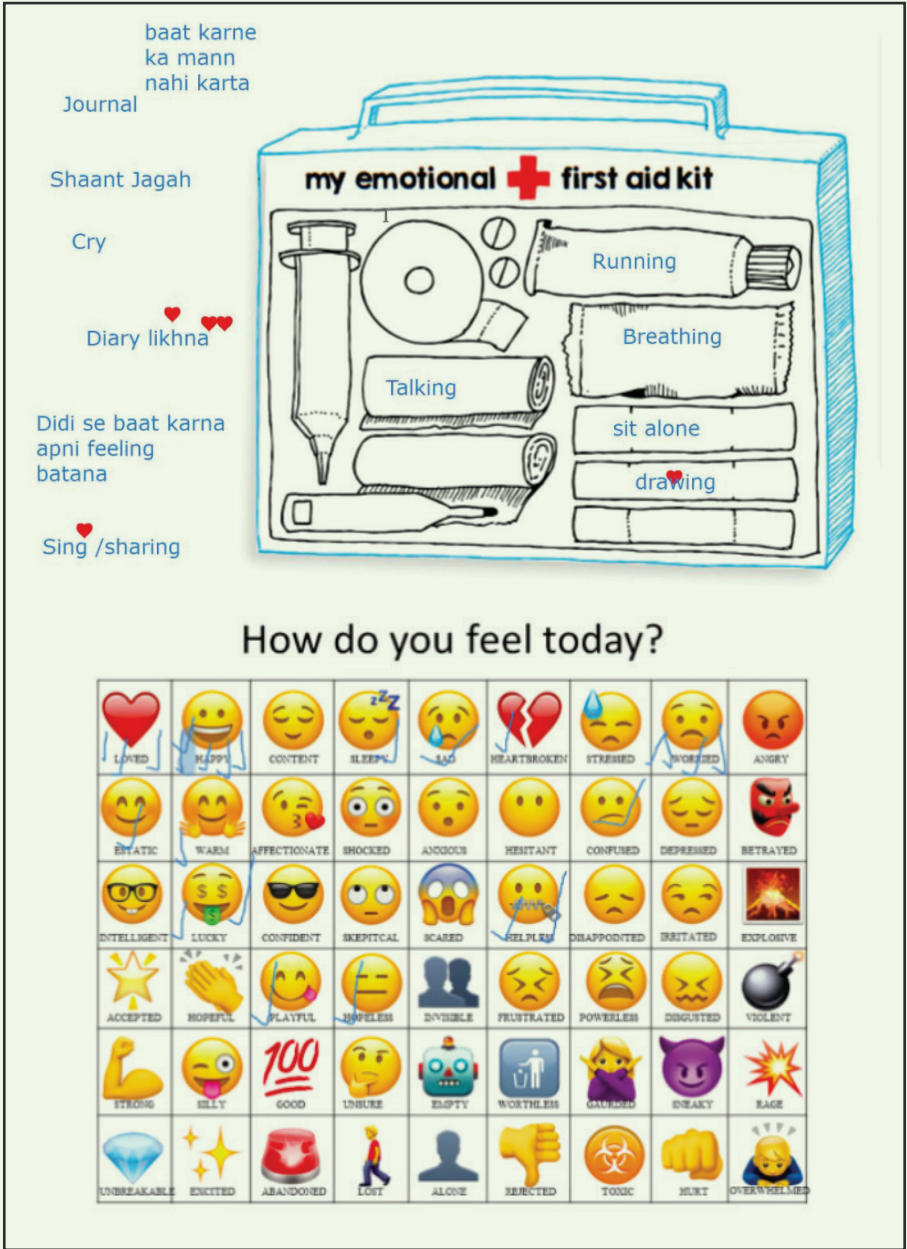 baat karne
ka mann
nahi karta
Journal
Shaant Jagah
Cry
Diary likhna
Didi se baat karna
apni feeling
batana
Sing /sharing
my emotional first aid kit
Running
Breathing
Talking
sit alone
drawing
How do you feel today?
LOVED HAPPY CONTENT SLEEPY SAD HEARTBROKEN STRESSED WORRIED ANGRY
ESTATIC WARM AFFECTIONATE SHOCKED ANXIOUS HESITANT CONFUSED DEPRESSED BETRAYED
INTELLIGENT LUCKY CONFIDENT SKEPITCAL SCARED HELPLESS DISAPPOINTED IRRITATED EXPLOSIVE
ACCEPTED HOPEFUL PLAYFUL HOPELESS INVISIBLE FRUSTRATED POWERLESS DISGUSTED VIOLENT
STRONG SILLY 100 GOOD UNSURE EMPTY WORTHLESS GAURDED SNEAKY RAGE
UNBREAKABLE EXCITED ABANDONED LOST ALONE REJECTED TOXIC HURT OVERWHELMED